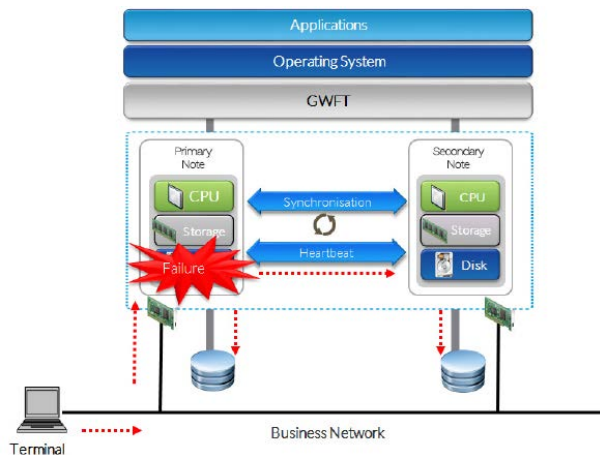 Applications
Operating System
GWFT
Primary
Note
Secondary
Note
CPU
Synchronisation
CPU
Storage
Storage
Failure
Heartbeat
Disk
Business Network
Terminal